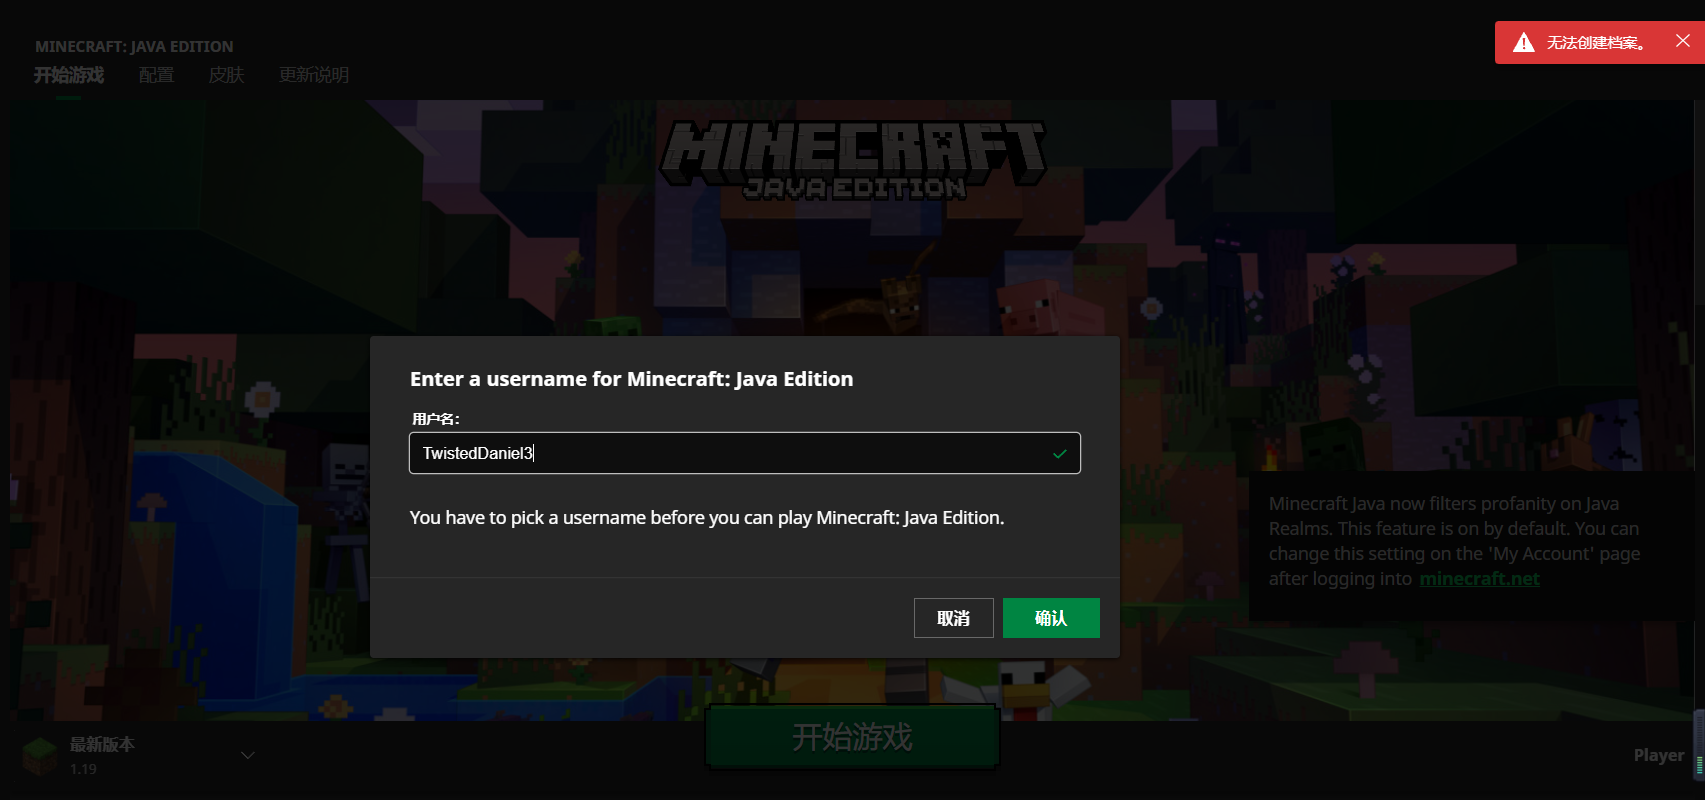 MINECRAFT: JAVA EDITION
开始游戏 配置 皮肤 更新说明
无法创建档案。
MINECRAFT
JAVA EDITION
Enter a username for Minecraft: Java Edition
用户名：
TwistedDaniel3
You have to pick a username before you can play Minecraft: Java Edition.
取消 确认
Minecraft Java now filters profanity on Java
Realms. This feature is on by default. You can
change this setting on the 'My Account' page
after logging into minecraft.net
最新版本
1.19
开始游戏
Player